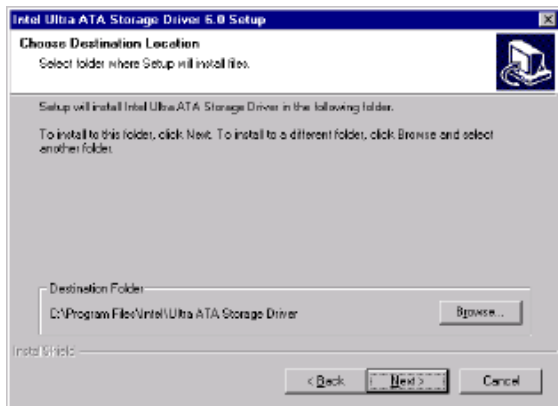 Intel Ultra ATA Storage Driver 6.0 Setup
Choose Destination Location
Select folder where Setup will install files.
Setup will install Intel Ultra ATA Storage Driver in the following folder.
To install to this folder, click Next. To install to a different folder, click Browse and select
another folder.
Destination Folder
C:\Program Files\Intel\Ultra ATA Storage Driver
Browse...
InstallShield
< Back
Next >
Cancel